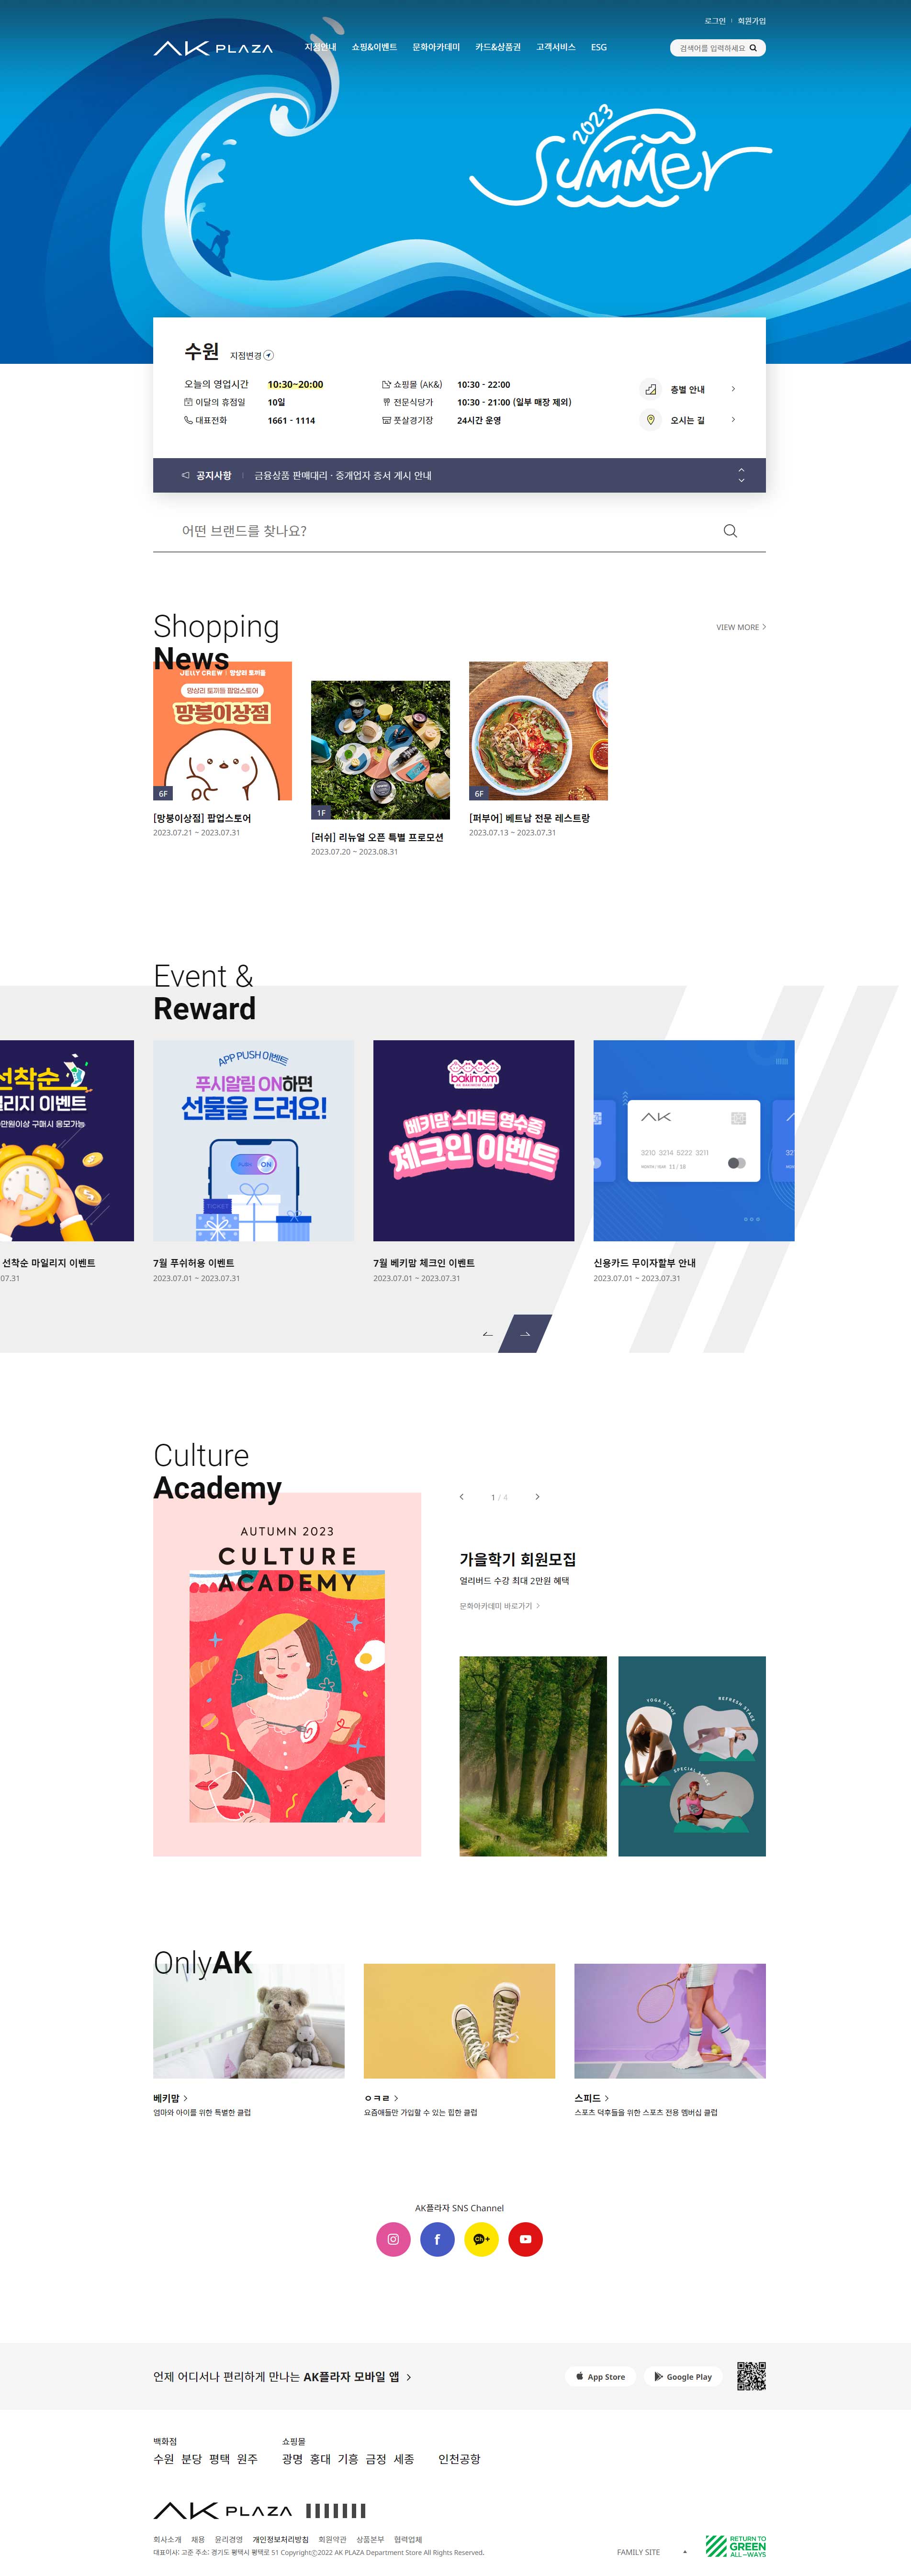 로그인 회원가입
AK PLAZA 지점안내 쇼핑&이벤트 문화아카데미 카드&상품권 고객서비스 ESG 검색어를 입력하세요
2023
SUMMer
수원 지점변경
오늘의 영업시간 10:30~20:00 쇼핑몰 (AK&) 10:30 - 22:00 층별 안내
이달의 휴점일 10일 전문식당가 10:30 - 21:00 (일부 매장 제외)
대표전화 1661 - 1114 풋살경기장 24시간 운영 오시는 길
공지사항 금융상품 판매대리 · 중개업자 증서 게시 안내
어떤 브랜드를 찾나요?
Shopping
News
VIEW MORE
JELLY CREW 망상리 토끼들
망상리 토끼들 팝업스토어
망붕이상점
6F
1F
6F
[망붕이상점] 팝업스토어
2023.07.21 ~ 2023.07.31
[러쉬] 리뉴얼 오픈 특별 프로모션
2023.07.20 ~ 2023.08.31
[퍼부어] 베트남 전문 레스토랑
2023.07.13 ~ 2023.07.31
Event &
Reward
선착순
일리지 이벤트
만원이상 구매시 응모가능
APP PUSH 이벤트
푸시알림 ON하면
선물을 드려요!
PUSH ON
TICKET
bakimom
베키맘 스마트 영수증
체크인 이벤트
AK
3210 3214 5222 3211
MONTH/YEAR 11 / 16
선착순 마일리지 이벤트
07.31
7월 푸쉬허용 이벤트
2023.07.01 ~ 2023.07.31
7월 베키맘 체크인 이벤트
2023.07.01 ~ 2023.07.31
신용카드 무이자할부 안내
2023.07.01 ~ 2023.07.31
Culture
Academy
AUTUMN 2023
CULTURE
ACADEMY
1 / 4
가을학기 회원모집
얼리버드 수강 최대 2만원 혜택
문화아카데미 바로가기
YOGA STAGE
REFRESH STAGE
SPECIAL STAGE
OnlyAK
베키맘
엄마와 아이를 위한 특별한 클럽
ㅇㅋㄹ
요즘애들만 가입할 수 있는 힙한 클럽
스피드
스포츠 덕후들을 위한 스포츠 전용 멤버십 클럽
AK플라자 SNS Channel
f
Ch+
언제 어디서나 편리하게 만나는 AK플라자 모바일 앱
App Store
Google Play
백화점 쇼핑몰
수원 분당 평택 원주 광명 홍대 기흥 금정 세종 인천공항
AK PLAZA
회사소개 채용 윤리경영 개인정보처리방침 회원약관 상품본부 협력업체
대표이사: 고준 주소: 경기도 평택시 평택로 51 Copyrightⓒ2022 AK PLAZA Department Store All Rights Reserved.
FAMILY SITE
RETURN TO
GREEN
ALL-WAYS